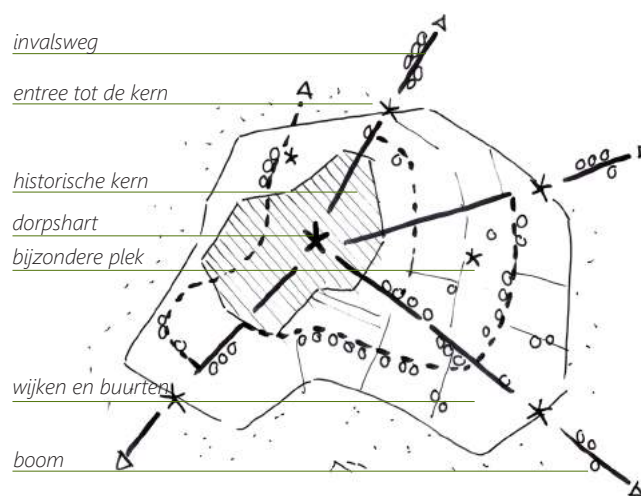 invalsweg
entree tot de kern
historische kern
dorpshart
bijzondere plek
wijken en buurten
boom